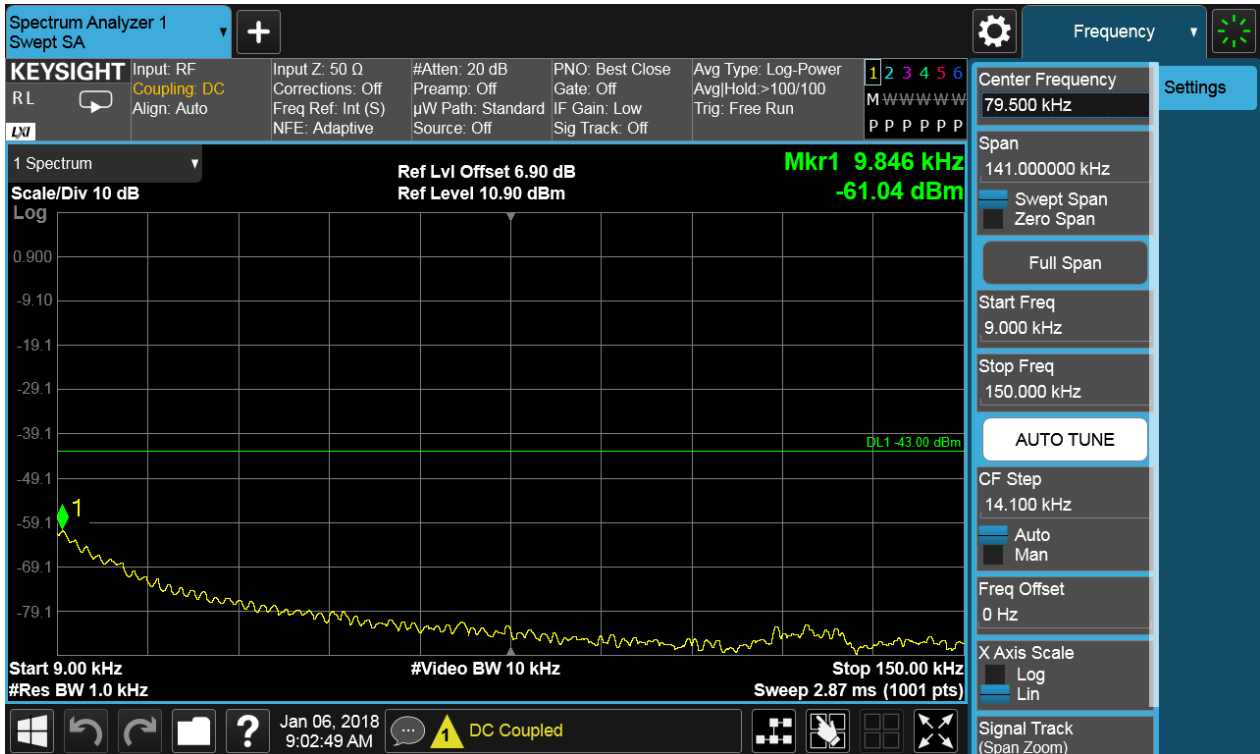 Spectrum Analyzer 1
Swept SA
+
Frequency
KEYSIGHT
RL
LXI
Input: RF
Coupling: DC
Align: Auto
Input Z: 50 Ω
Corrections: Off
Freq Ref: Int (S)
NFE: Adaptive
#Atten: 20 dB
Preamp: Off
µW Path: Standard
Source: Off
PNO: Best Close
Gate: Off
IF Gain: Low
Sig Track: Off
Avg Type: Log-Power
Avg|Hold:>100/100
Trig: Free Run
1 2 3 4 5 6
M W W W W W
P P P P P P
1 Spectrum
Scale/Div 10 dB
Log
Ref Lvl Offset 6.90 dB
Ref Level 10.90 dBm
Mkr1 9.846 kHz
-61.04 dBm
0.900
-9.10
-19.1
-29.1
-39.1
-49.1
-59.1
-69.1
-79.1
DL1 -43.00 dBm
1
Start 9.00 kHz
#Res BW 1.0 kHz
#Video BW 10 kHz
Stop 150.00 kHz
Sweep 2.87 ms (1001 pts)
Center Frequency
79.500 kHz
Span
141.000000 kHz
Swept Span
Zero Span
Full Span
Start Freq
9.000 kHz
Stop Freq
150.000 kHz
AUTO TUNE
CF Step
14.100 kHz
Auto
Man
Freq Offset
0 Hz
X Axis Scale
Log
Lin
Signal Track
(Span Zoom)
Settings
?
Jan 06, 2018
9:02:49 AM
1
DC Coupled